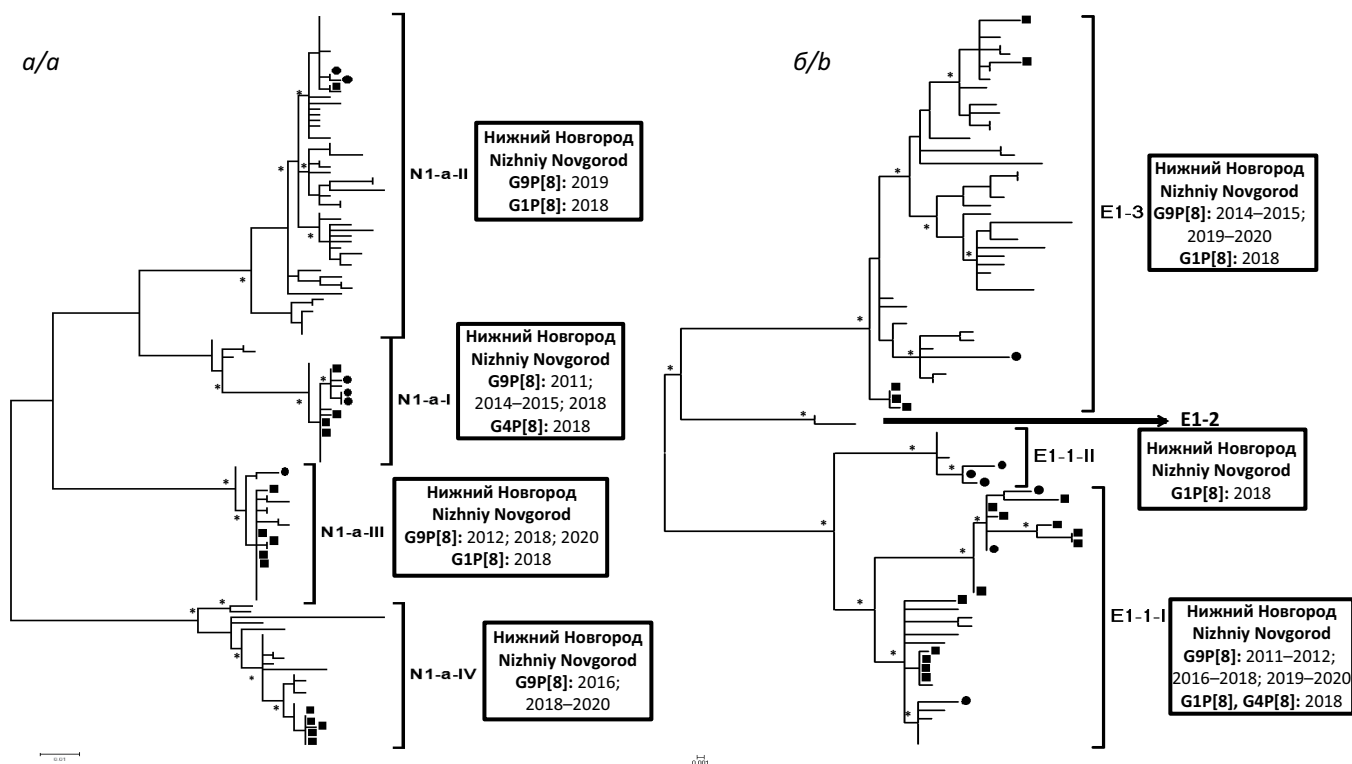 а/a
N1-a-II
Нижний Новгород
Nizhniy Novgorod
G9P[8]: 2019
G1P[8]: 2018
N1-a-I
Нижний Новгород
Nizhniy Novgorod
G9P[8]: 2011;
2014–2015; 2018
G4P[8]: 2018
N1-a-III
Нижний Новгород
Nizhniy Novgorod
G9P[8]: 2012; 2018; 2020
G1P[8]: 2018
N1-a-IV
Нижний Новгород
Nizhniy Novgorod
G9P[8]: 2016;
2018–2020
0.01
б/b
E1-3
Нижний Новгород
Nizhniy Novgorod
G9P[8]: 2014–2015;
2019–2020
G1P[8]: 2018
E1-2
Нижний Новгород
Nizhniy Novgorod
G1P[8]: 2018
E1-1-II
E1-1-I
Нижний Новгород
Nizhniy Novgorod
G9P[8]: 2011–2012;
2016–2018; 2019–2020
G1P[8], G4P[8]: 2018
0.001